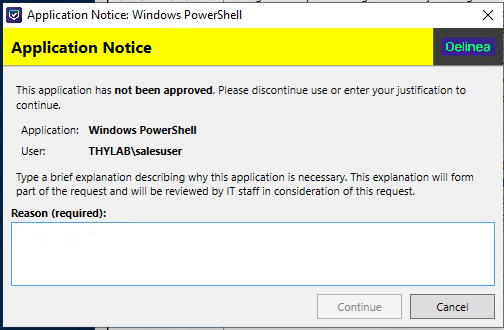 Application Notice: Windows PowerShell
Application Notice
Delinea
This application has not been approved. Please discontinue use or enter your justification to
continue.
Application: Windows PowerShell
User: THYLAB\salesuser
Type a brief explanation describing why this application is necessary. This explanation will form
part of the request and will be reviewed by IT staff in consideration of this request.
Reason (required):
Continue
Cancel